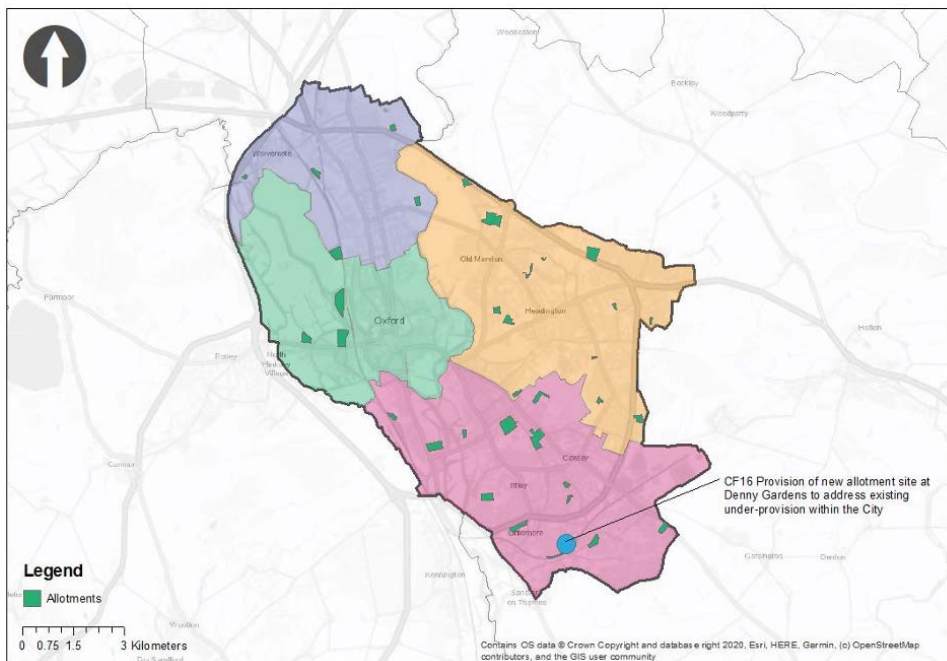 Woodeaton
Beckley
Woodperry
Wolvercote
Old Marston
Headington
Farmoor
Oxford
Holton
Botley
North
Hinksey
Village
Cumnor
Cowley
CF16 Provision of new allotment site at
Denny Gardens to address existing
under-provision within the City
Iffley
Littlemore
Garsington
Denton
Kennington
Sandford
on Thames
Wootton
Legend
Allotments
0 0.75 1.5 3 Kilometers
Contains OS data © Crown Copyright and database right 2020, Esri, HERE, Garmin, (c) OpenStreetMap
contributors, and the GIS user community